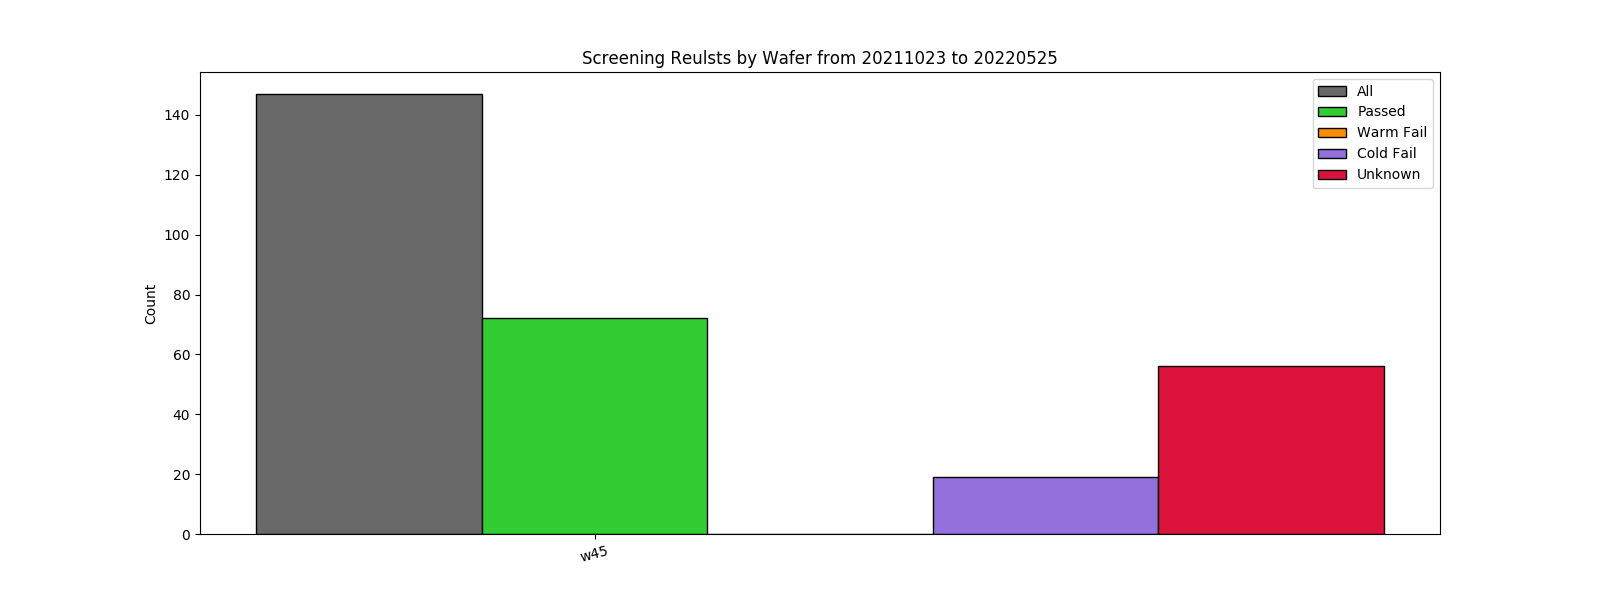 Screening Reulsts by Wafer from 20211023 to 20220525
All
Passed
Warm Fail
Cold Fail
Unknown
Count
140
120
100
80
60
40
20
0
w45